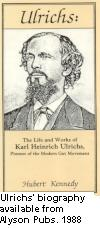 Ulrichs:
The Life and Works of
Karl Heinrich Ulrichs,
Pioneer of the Modern Gay Movement
Hubert Kennedy
Ulrichs' biography
available from
Alyson Pubs. 1988